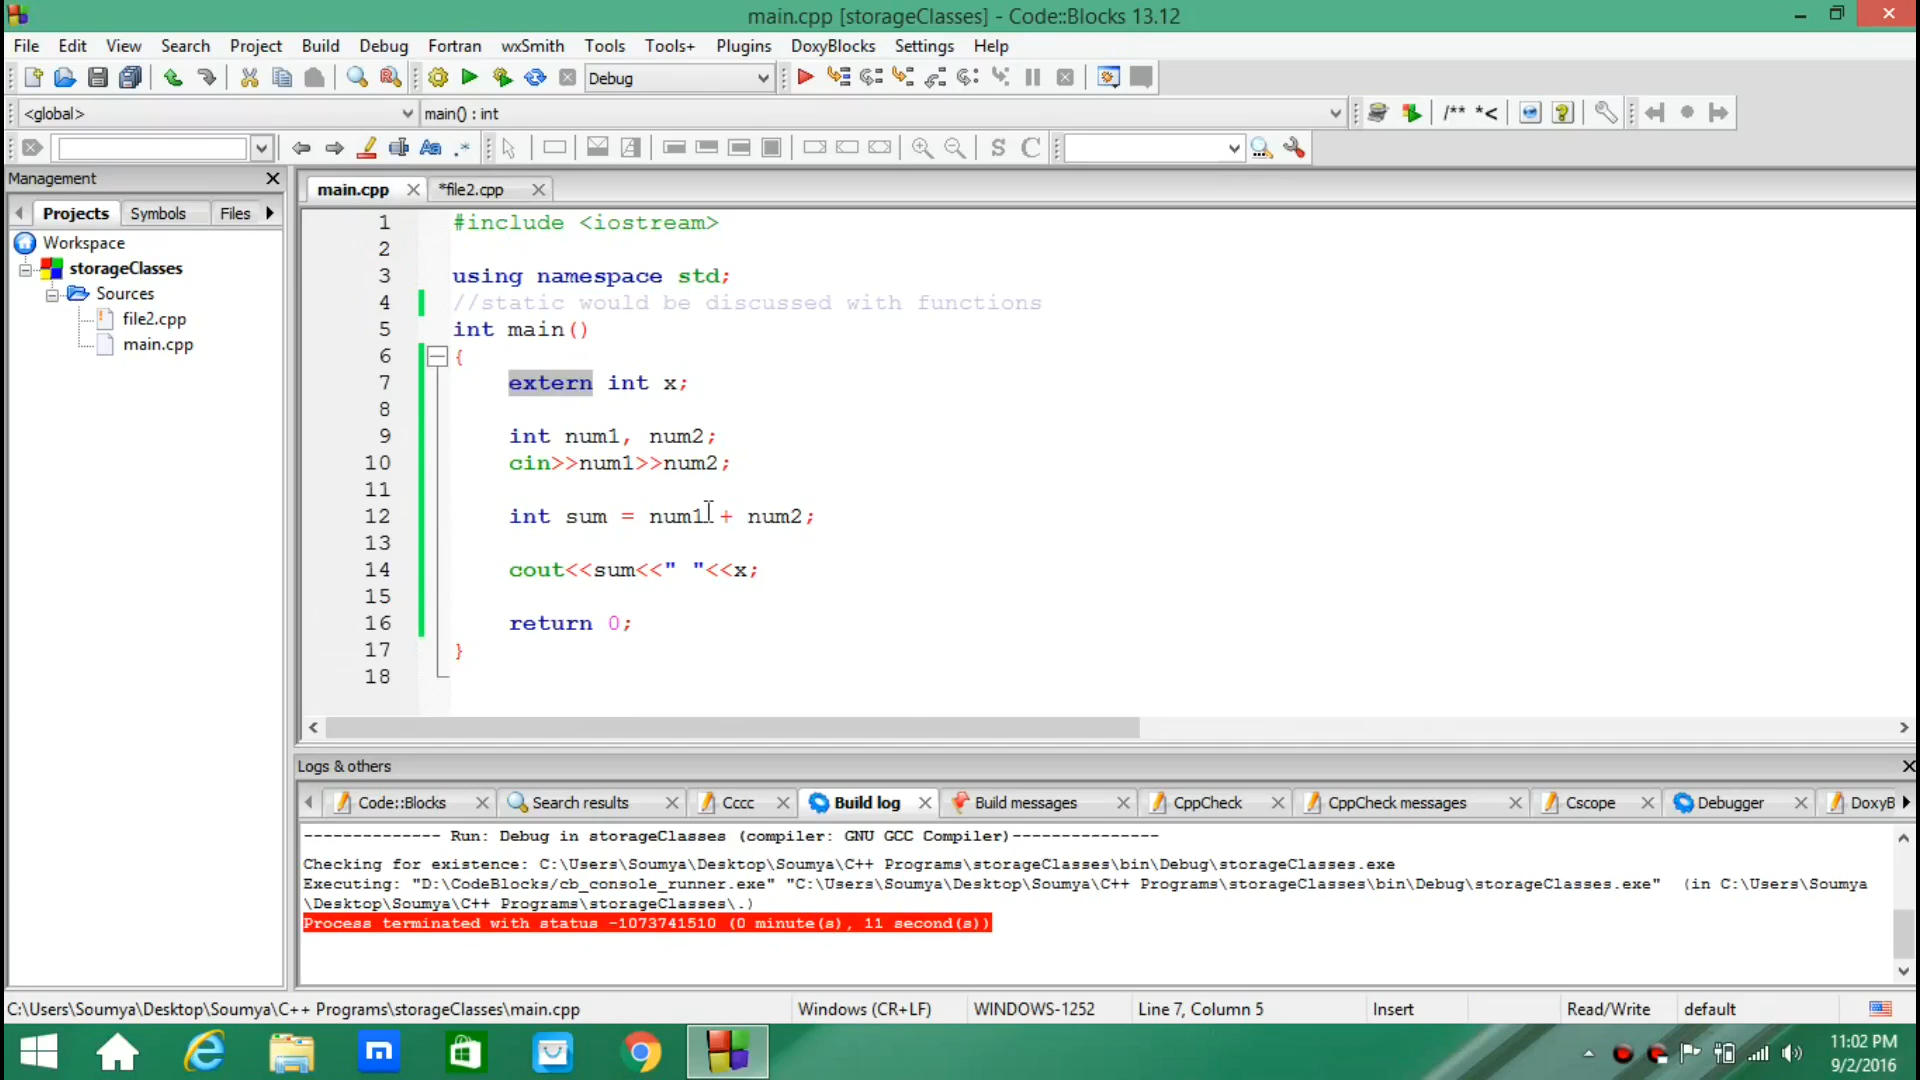 main.cpp [storageClasses] - Code::Blocks 13.12
File Edit View Search Project Build Debug Fortran wxSmith Tools Tools+ Plugins DoxyBlocks Settings Help
Debug
<global> main() : int /** *<
Aa .* S C
Management
main.cpp *file2.cpp
Projects Symbols Files
Workspace
storageClasses
Sources
file2.cpp
main.cpp
1 #include <iostream>
2
3 using namespace std;
4 //static would be discussed with functions
5 int main()
6 {
7 extern int x;
8
9 int num1, num2;
10 cin>>num1>>num2;
11
12 int sum = num1 + num2;
13
14 cout<<sum<<" "<<x;
15
16 return 0;
17 }
18
Logs & others
Code::Blocks Search results Cccc Build log Build messages CppCheck CppCheck messages Cscope Debugger DoxyB
-------------- Run: Debug in storageClasses (compiler: GNU GCC Compiler)---------------
Checking for existence: C:\Users\Soumya\Desktop\Soumya\C++ Programs\storageClasses\bin\Debug\storageClasses.exe
Executing: "D:\CodeBlocks/cb_console_runner.exe" "C:\Users\Soumya\Desktop\Soumya\C++ Programs\storageClasses\bin\Debug\storageClasses.exe" (in C:\Users\Soumya
\Desktop\Soumya\C++ Programs\storageClasses\.)
Process terminated with status -1073741510 (0 minute(s), 11 second(s))
C:\Users\Soumya\Desktop\Soumya\C++ Programs\storageClasses\main.cpp Windows (CR+LF) WINDOWS-1252 Line 7, Column 5 Insert Read/Write default
11:02 PM
9/2/2016